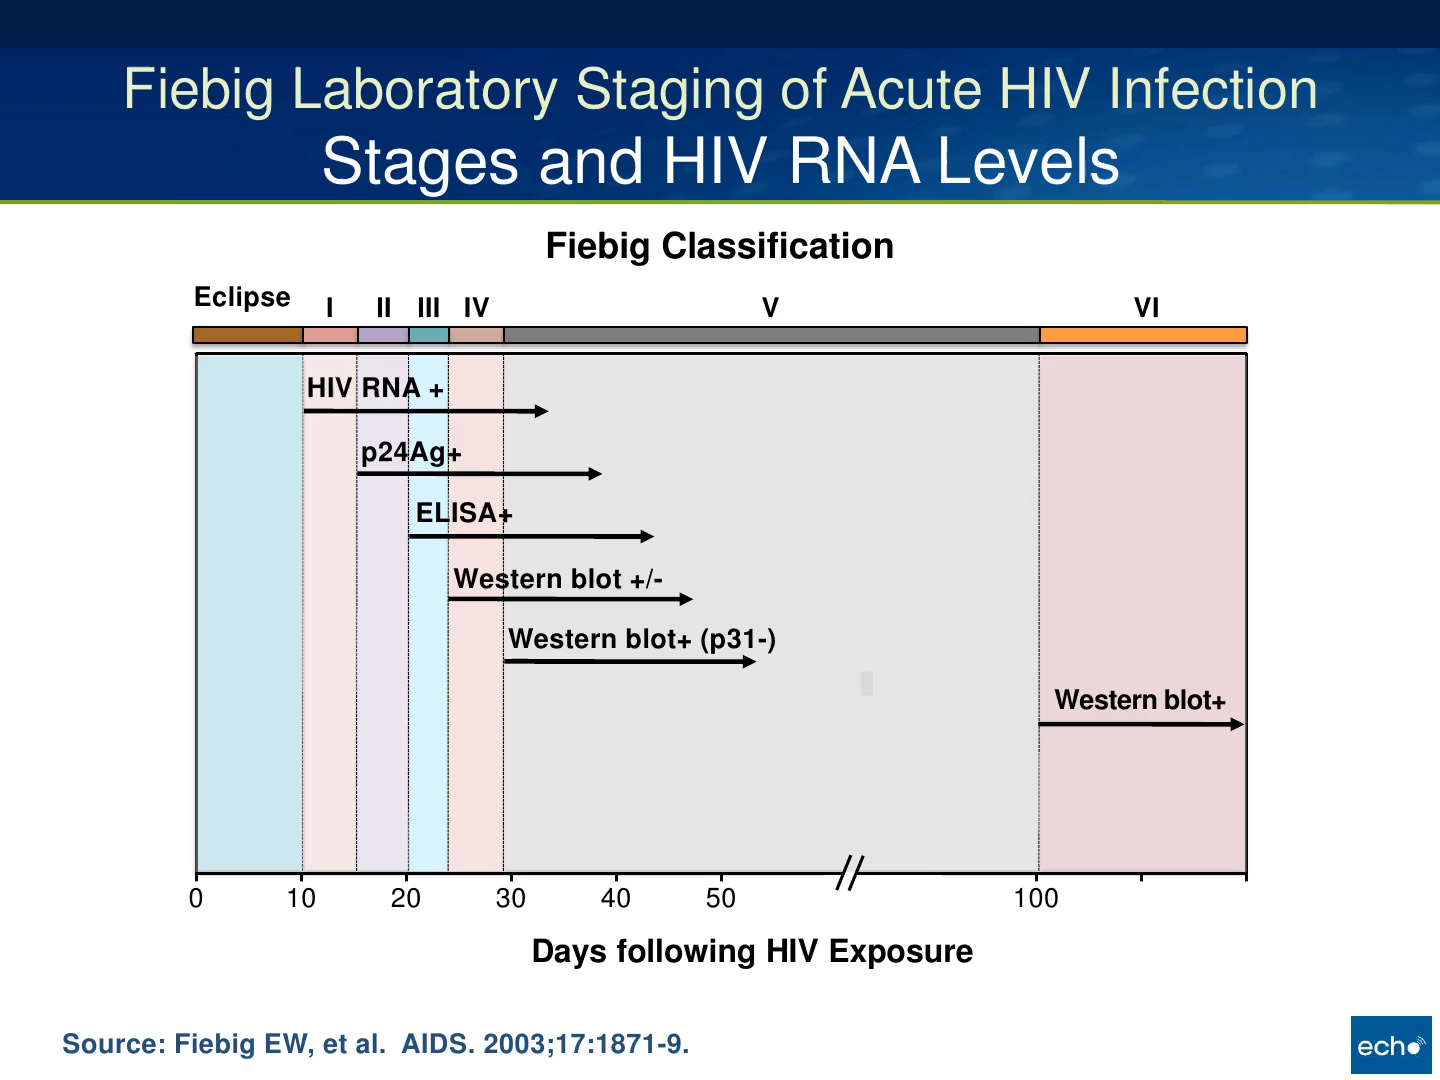 Fiebig Laboratory Staging of Acute HIV Infection
Stages and HIV RNA Levels
Fiebig Classification
Eclipse I II III IV V VI
HIV RNA +
p24Ag+
ELISA+
Western blot +/-
Western blot+ (p31-)
Western blot+
0 10 20 30 40 50 100
Days following HIV Exposure
Source: Fiebig EW, et al. AIDS. 2003;17:1871-9.
echo